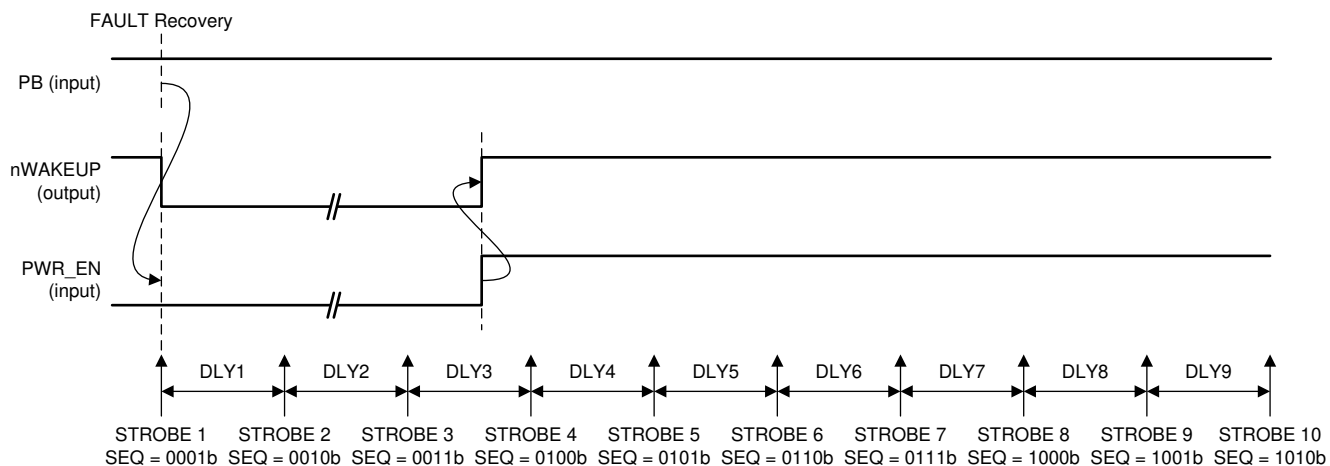 FAULT Recovery
PB (input)
nWAKEUP
(output)
PWR_EN
(input)
DLY1 DLY2 DLY3 DLY4 DLY5 DLY6 DLY7 DLY8 DLY9
STROBE 1 STROBE 2 STROBE 3 STROBE 4 STROBE 5 STROBE 6 STROBE 7 STROBE 8 STROBE 9 STROBE 10
SEQ = 0001b SEQ = 0010b SEQ = 0011b SEQ = 0100b SEQ = 0101b SEQ = 0110b SEQ = 0111b SEQ = 1000b SEQ = 1001b SEQ = 1010b